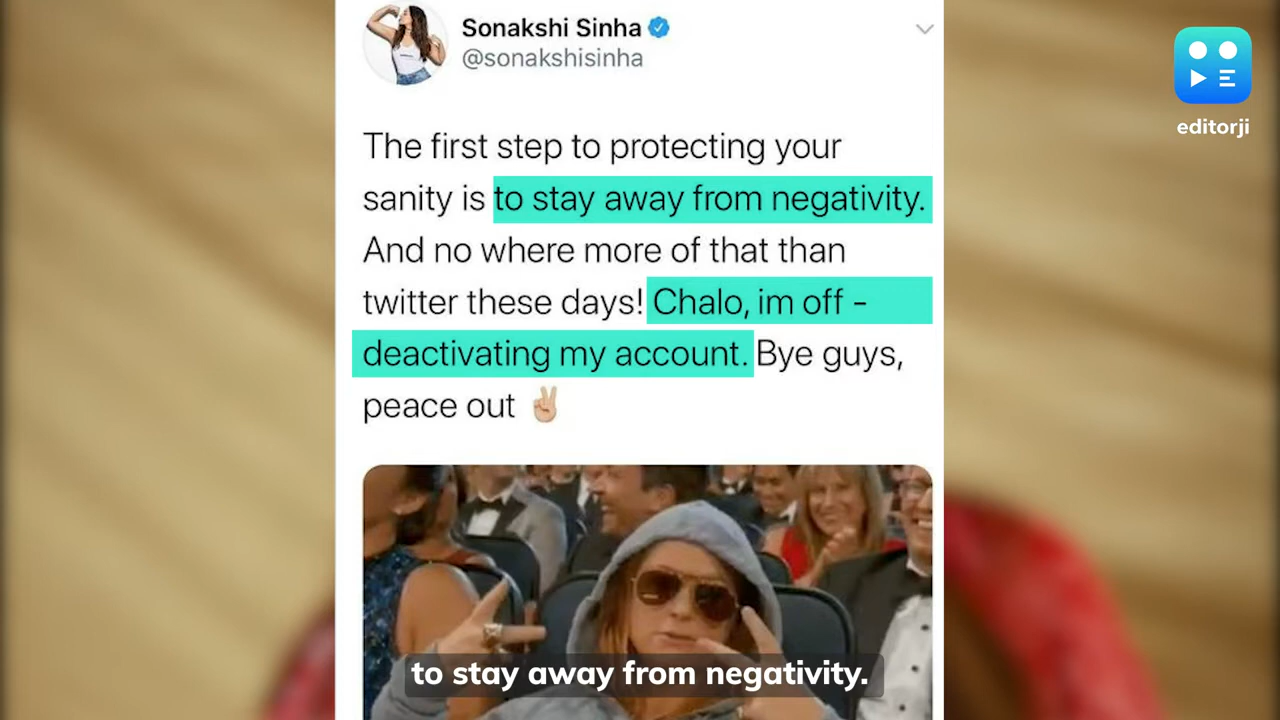 Sonakshi Sinha
@sonakshisinha
editorji
The first step to protecting your
sanity is to stay away from negativity.
And no where more of that than
twitter these days! Chalo, im off -
deactivating my account. Bye guys,
peace out ✌🏼
to stay away from negativity.